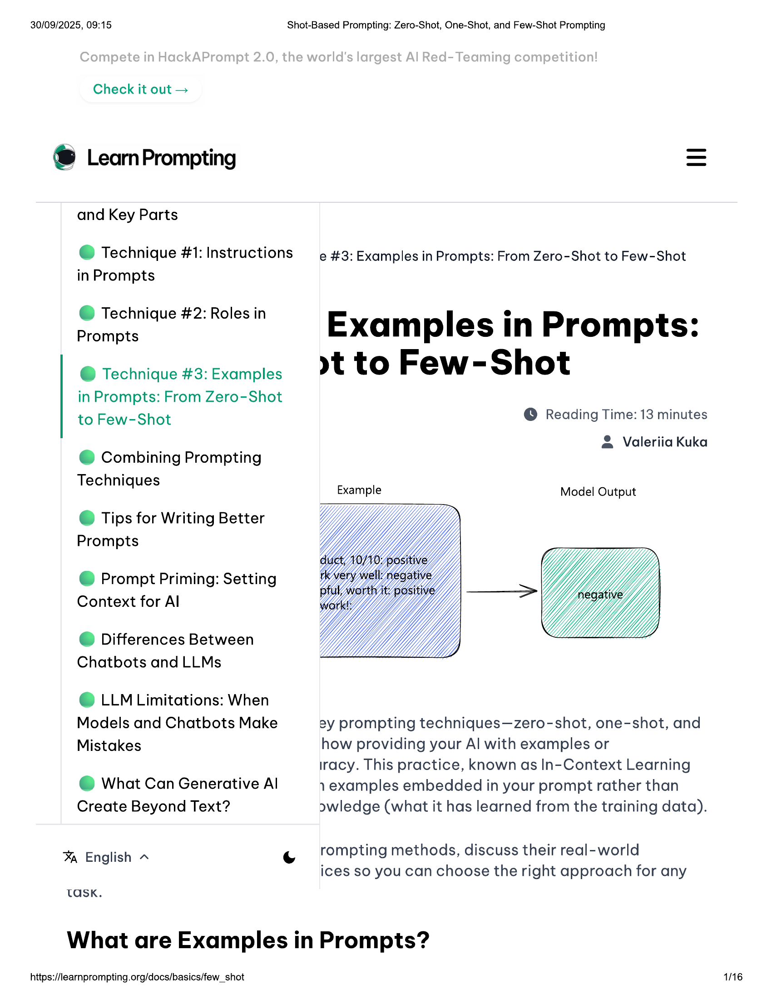 30/09/2025, 09:15
Shot-Based Prompting: Zero-Shot, One-Shot, and Few-Shot Prompting
Compete in HackAPrompt 2.0, the world's largest AI Red-Teaming competition!
Check it out →
Learn Prompting
and Key Parts
Technique #1: Instructions
in Prompts
Technique #2: Roles in
Prompts
Technique #3: Examples
in Prompts: From Zero-Shot
to Few-Shot
Combining Prompting
Techniques
Tips for Writing Better
Prompts
Prompt Priming: Setting
Context for AI
Differences Between
Chatbots and LLMs
LLM Limitations: When
Models and Chatbots Make
Mistakes
What Can Generative AI
Create Beyond Text?
English
e #3: Examples in Prompts: From Zero-Shot to Few-Shot
Examples in Prompts:
ot to Few-Shot
Reading Time: 13 minutes
Valeriia Kuka
Example
Model Output
duct, 10/10: positive
rk very well: negative
pful, worth it: positive
work!:
negative
ey prompting techniques—zero-shot, one-shot, and
how providing your AI with examples or
racy. This practice, known as In-Context Learning
examples embedded in your prompt rather than
owledge (what it has learned from the training data).
rompting methods, discuss their real-world
ices so you can choose the right approach for any
task.
What are Examples in Prompts?
https://learnprompting.org/docs/basics/few_shot
1/16